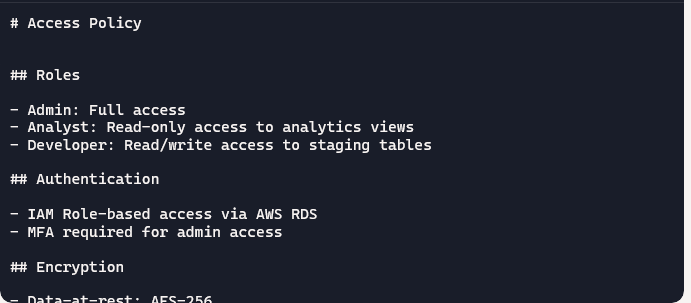 # Access Policy
## Roles
- Admin: Full access
- Analyst: Read-only access to analytics views
- Developer: Read/write access to staging tables
## Authentication
- IAM Role-based access via AWS RDS
- MFA required for admin access
## Encryption
- Data-at-rest: AES-256